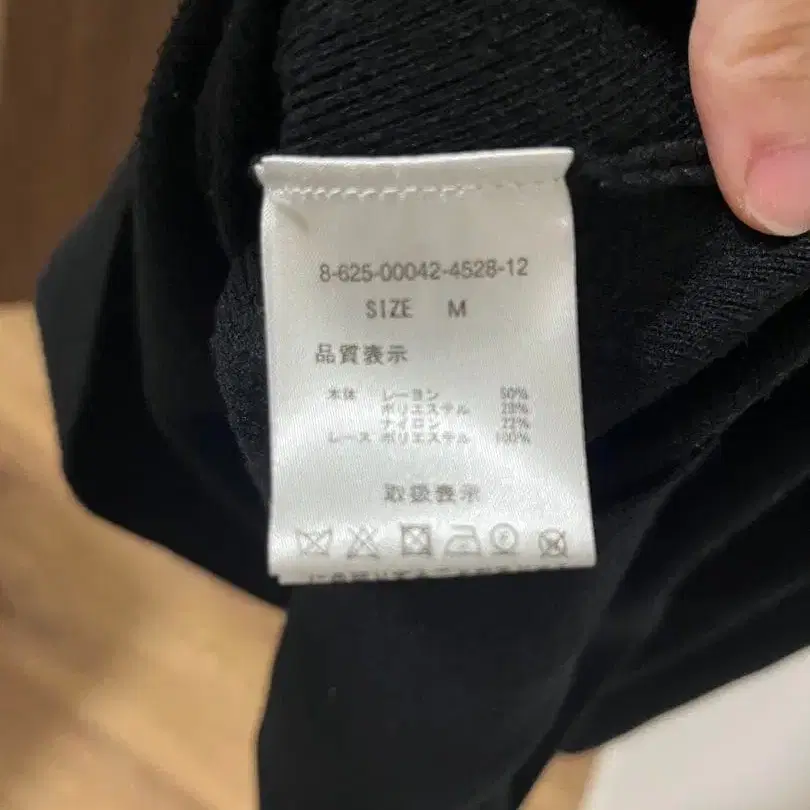 8-625-00042-4528-12
SIZE M
品質表示
本体 レーヨン 50%
ポリエステル 28%
ナイロン 22%
レース ポリエステル 100%
取扱表示